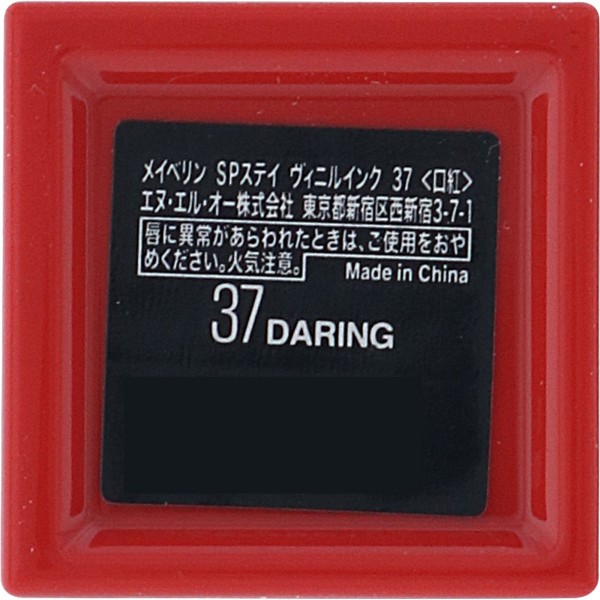 メイベリン SPステイ ヴィニルインク 37 〈口紅〉
エヌ・エル・オー株式会社 東京都新宿区西新宿3-7-1
唇に異常があらわれたときは、ご使用をおや
めください。火気注意。
Made in China
37 DARING